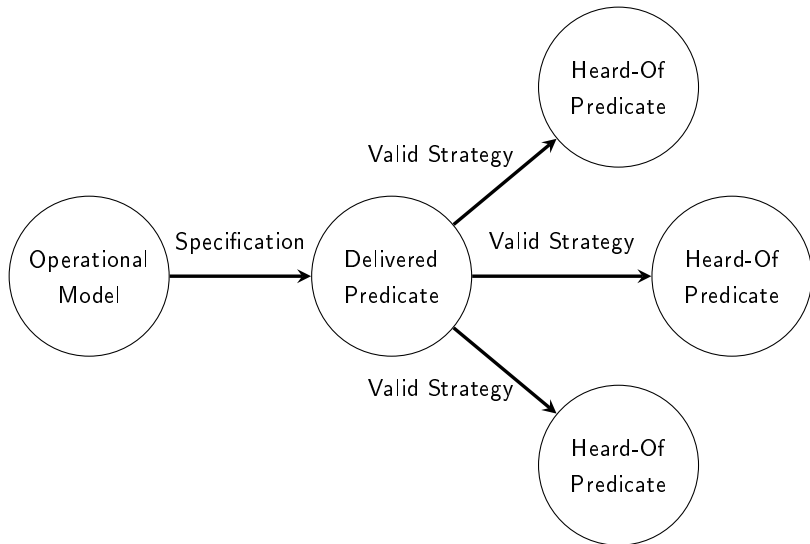 Heard-Of
Predicate
Valid Strategy
Operational
Model
Specification
Delivered
Predicate
Valid Strategy
Heard-Of
Predicate
Valid Strategy
Heard-Of
Predicate